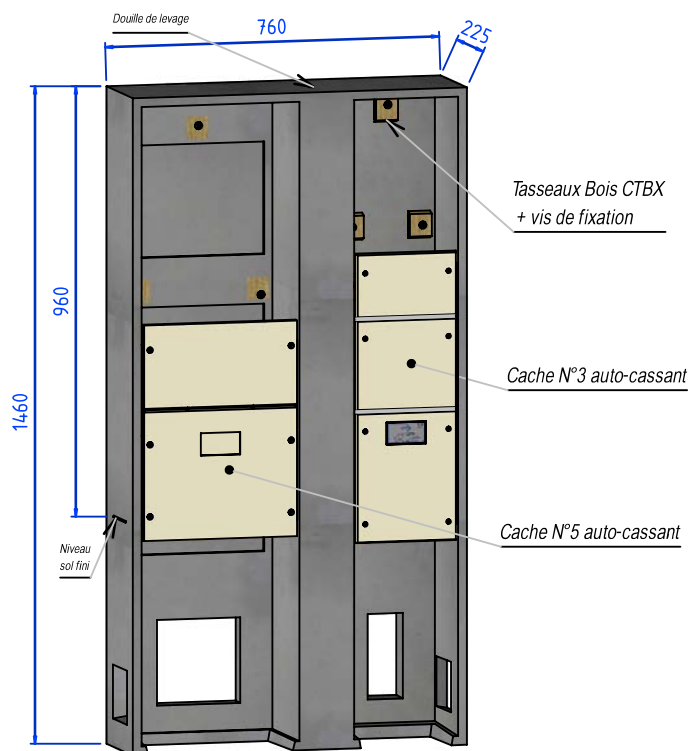 Douille de levage
760
225
Tasseaux Bois CTBX
+ vis de fixation
960
1460
Cache N°3 auto-cassant
Cache N°5 auto-cassant
Niveau
sol fini